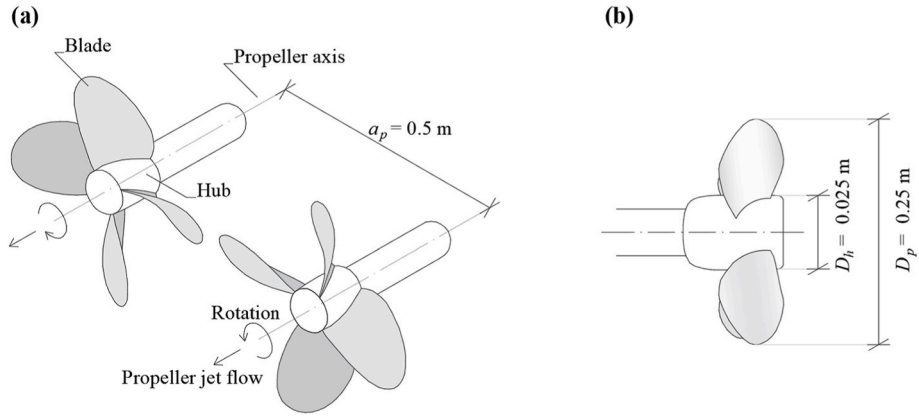 (a)
Blade
Propeller axis
a_p = 0.5 m
Hub
Rotation
Propeller jet flow
(b)
D_h = 0.025 m
D_p = 0.25 m